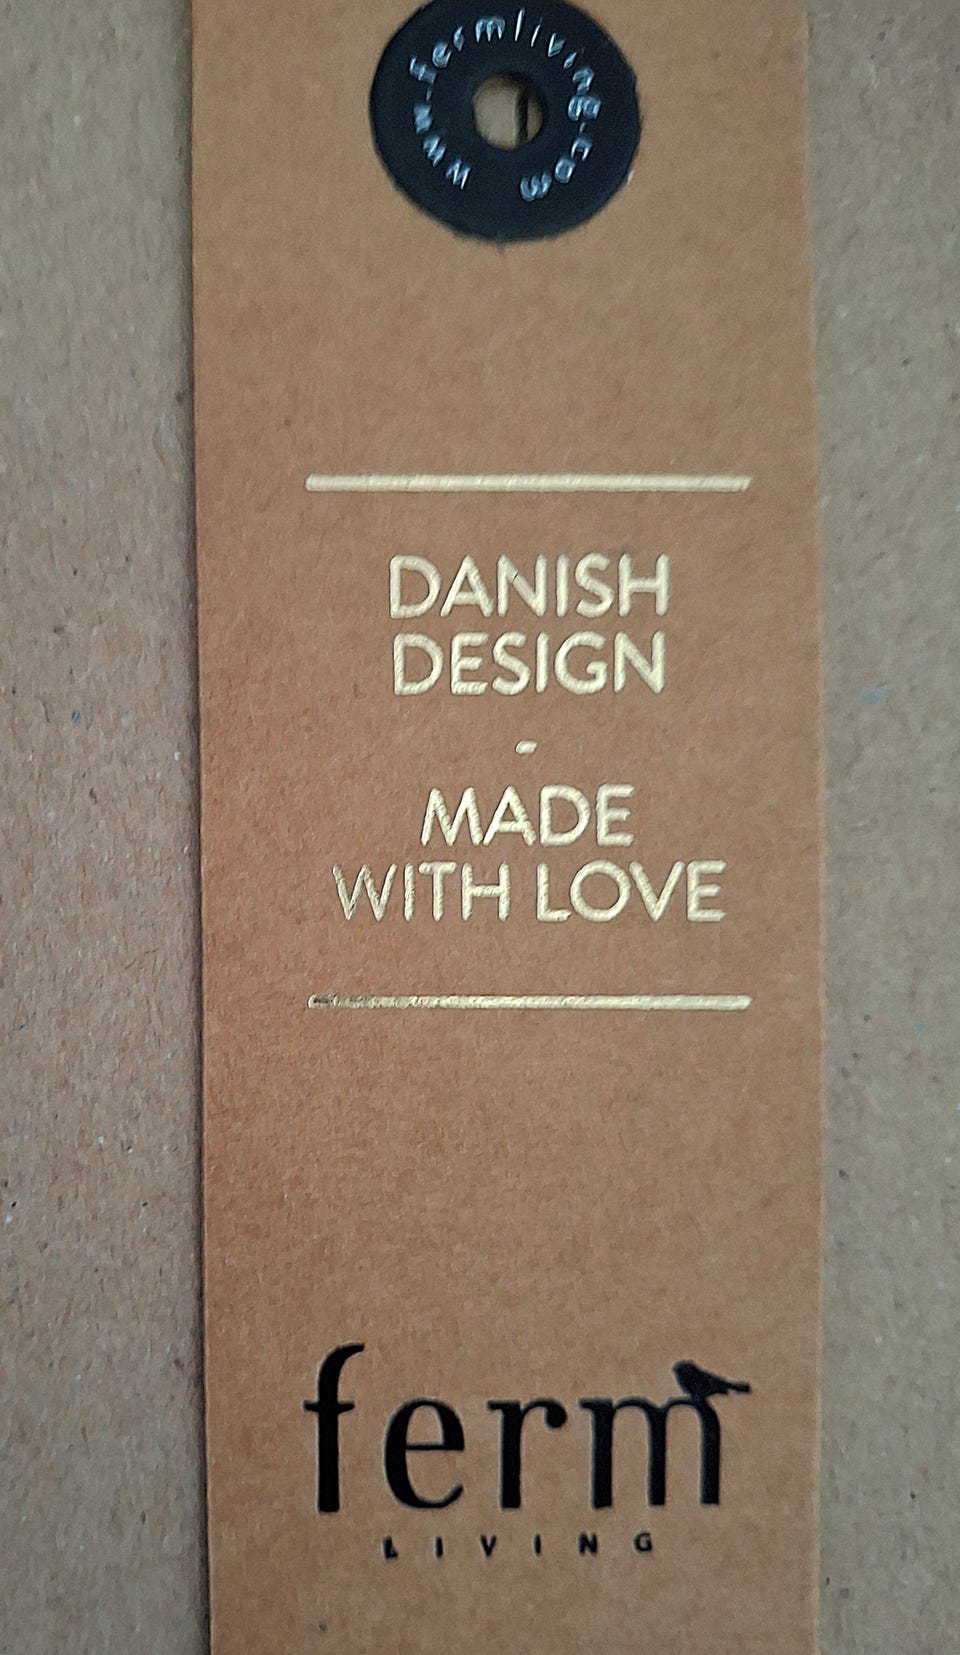 www.fermliving.com
DANISH
DESIGN
-
MADE
WITH LOVE
ferm
LIVING